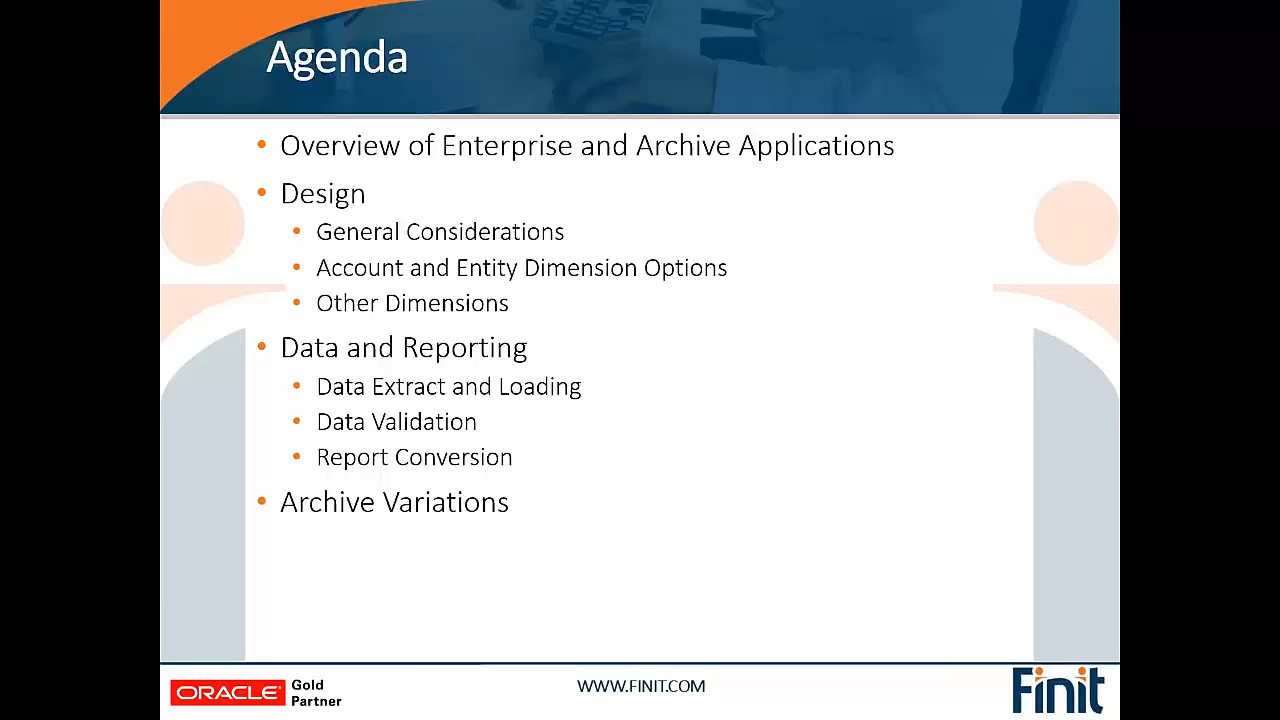 Agenda
• Overview of Enterprise and Archive Applications
• Design
• General Considerations
• Account and Entity Dimension Options
• Other Dimensions
• Data and Reporting
• Data Extract and Loading
• Data Validation
• Report Conversion
• Archive Variations
ORACLE® Gold
Partner
WWW.FINIT.COM
Finit